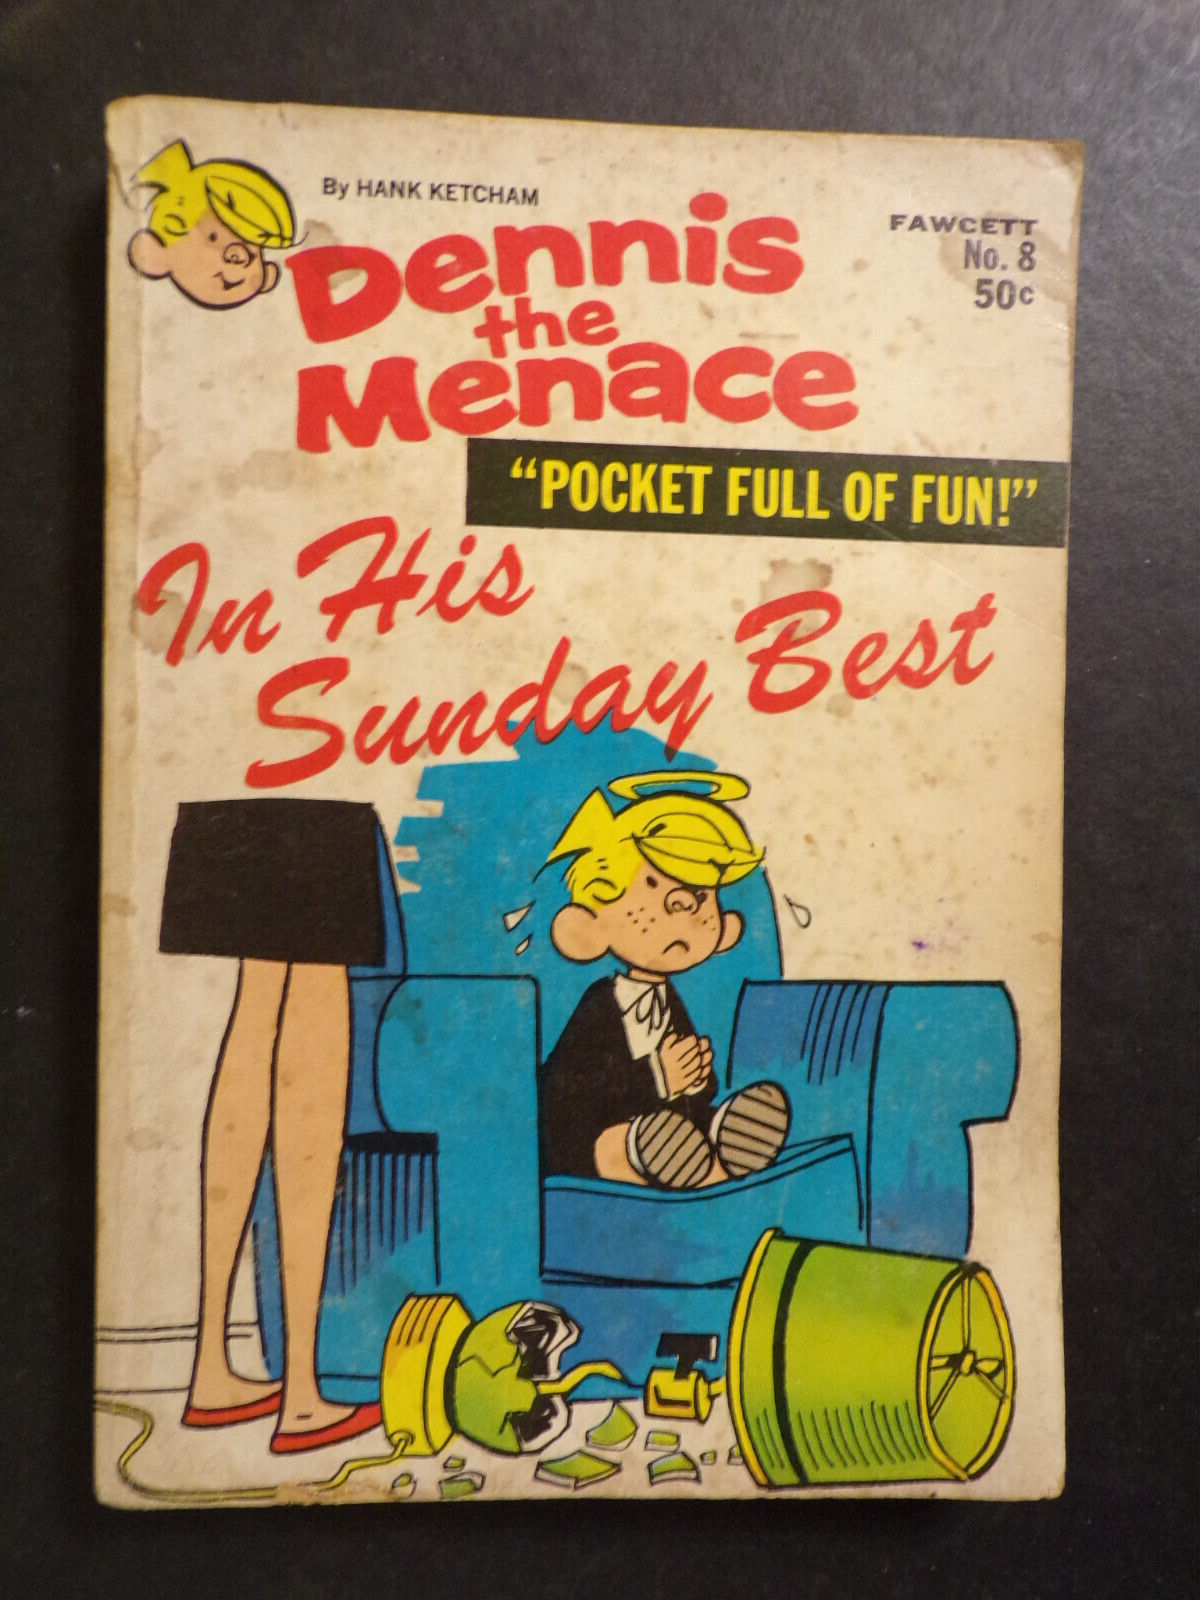 By HANK KETCHAM
FAWCETT
No. 8
50c
Dennis
the
Menace
“POCKET FULL OF FUN!”
In His
Sunday Best